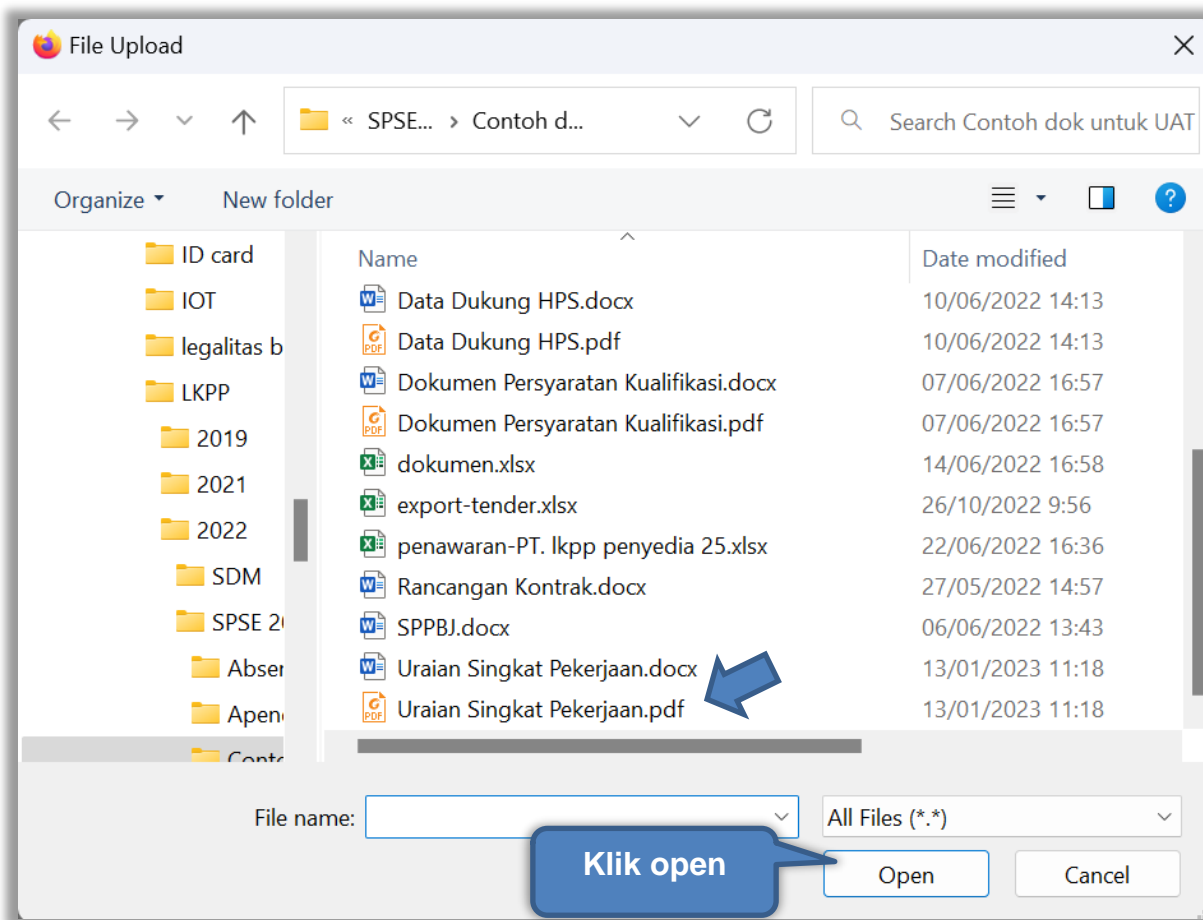 File Upload
« SPSE... › Contoh d...
Search Contoh dok untuk UAT
Organize
New folder
ID card
IOT
legalitas b
LKPP
2019
2021
2022
SDM
SPSE 20
Abser
Apen
Conto
Name
Date modified
Data Dukung HPS.docx 10/06/2022 14:13
PDF Data Dukung HPS.pdf 10/06/2022 14:13
Dokumen Persyaratan Kualifikasi.docx 07/06/2022 16:57
PDF Dokumen Persyaratan Kualifikasi.pdf 07/06/2022 16:57
dokumen.xlsx 14/06/2022 16:58
export-tender.xlsx 26/10/2022 9:56
penawaran-PT. lkpp penyedia 25.xlsx 22/06/2022 16:36
Rancangan Kontrak.docx 27/05/2022 14:57
SPPBJ.docx 06/06/2022 13:43
Uraian Singkat Pekerjaan.docx 13/01/2023 11:18
PDF Uraian Singkat Pekerjaan.pdf 13/01/2023 11:18
File name:
All Files (*.*)
Klik open
Open
Cancel